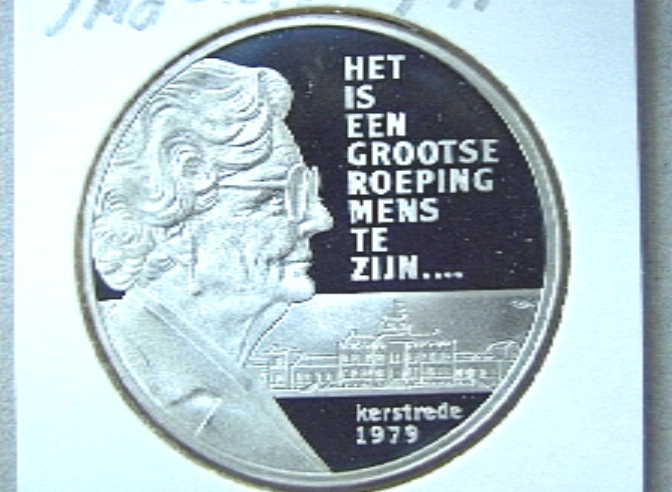 HET
IS
EEN
GROOTSE
ROEPING
MENS
TE
ZIJN....
kerstrede
1979